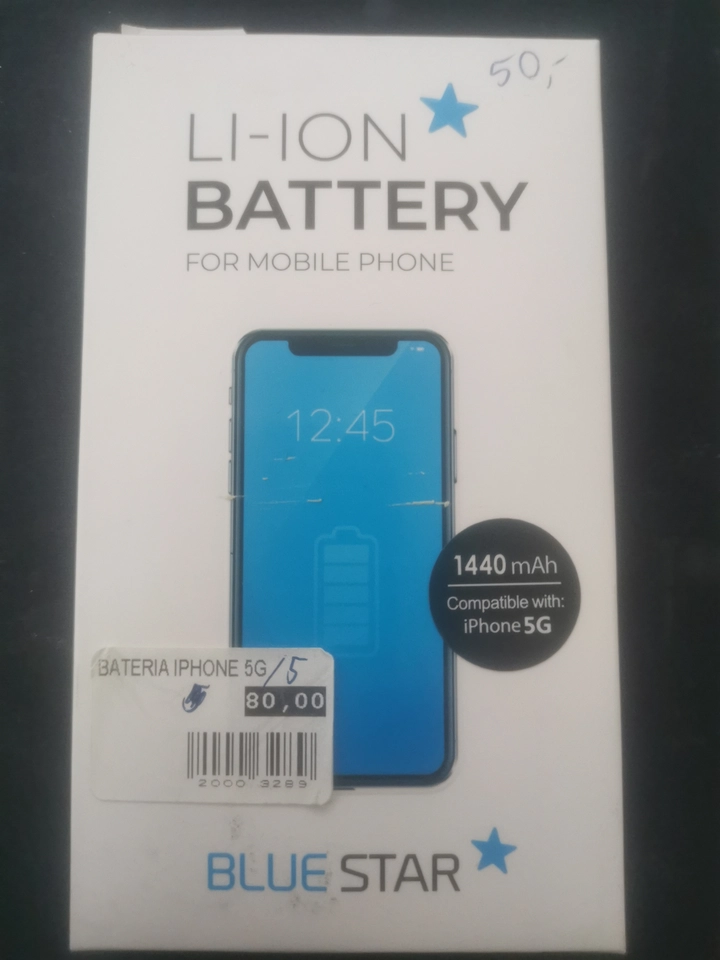 50,-
LI-ION
BATTERY
FOR MOBILE PHONE
12:45
1440 mAh
Compatible with:
iPhone 5G
BATERIA IPHONE 5G/5
80,00
2000 3289
BLUE STAR